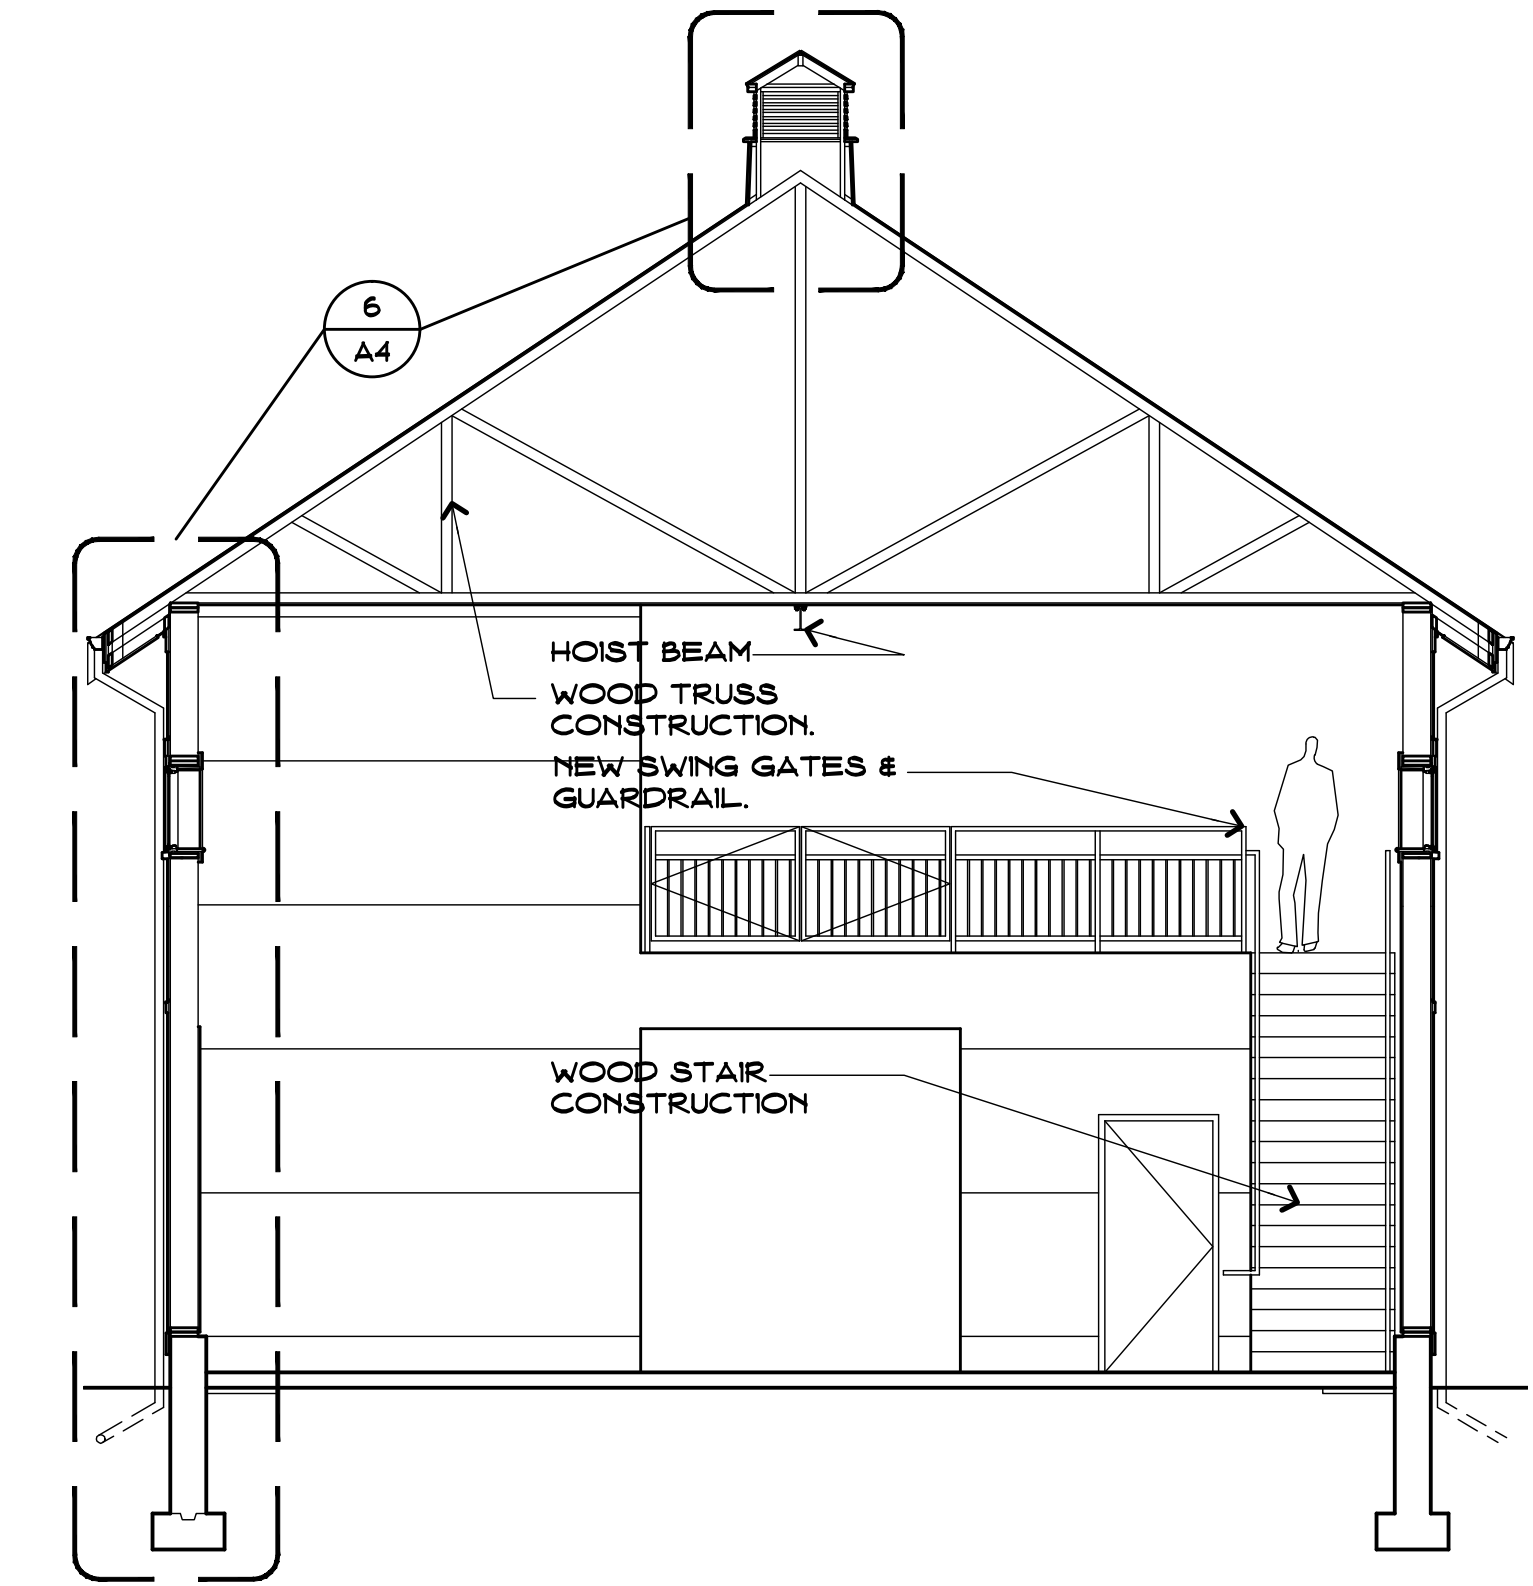 6
A4
HOIST BEAM
WOOD TRUSS
CONSTRUCTION.
NEW SWING GATES &
GUARDRAIL.
WOOD STAIR
CONSTRUCTION